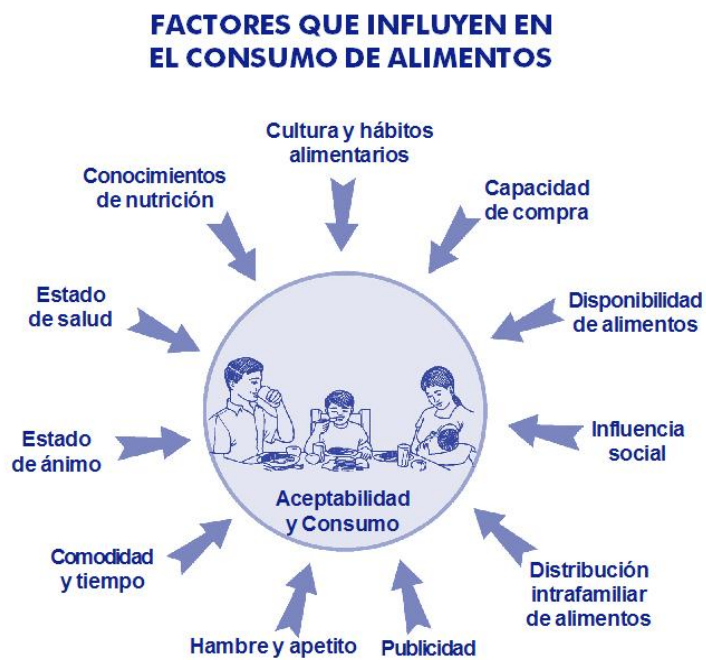 FACTORES QUE INFLUYEN EN
EL CONSUMO DE ALIMENTOS
Cultura y hábitos
alimentarios
Capacidad
de compra
Disponibilidad
de alimentos
Influencia
social
Distribución
intrafamiliar
de alimentos
Publicidad
Hambre y apetito
Comodidad
y tiempo
Estado
de ánimo
Estado
de salud
Conocimientos
de nutrición
Aceptabilidad
y Consumo